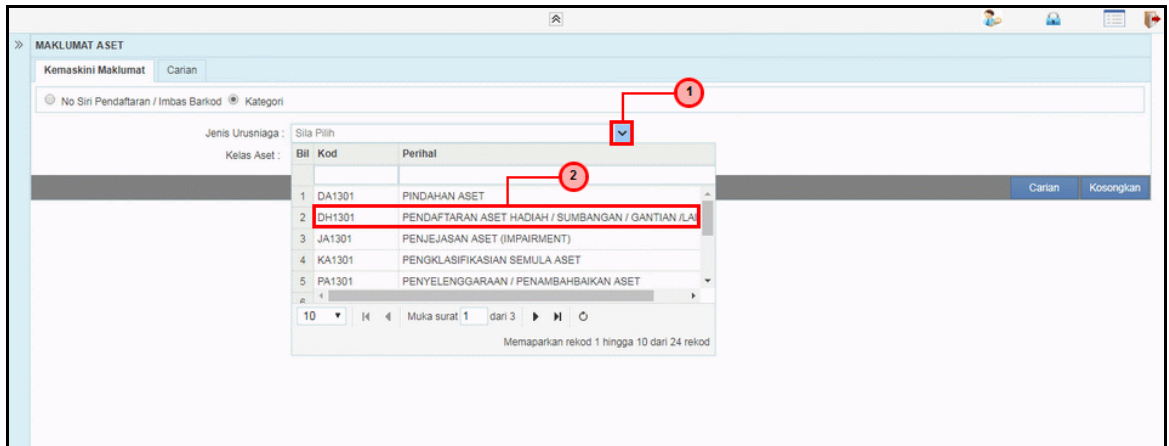 MAKLUMAT ASET
Kemaskini Maklumat Carian
No Siri Pendaftaran / Imbas Barkod Kategori
1
Jenis Urusniaga : Sila Pilih
Kelas Aset : Bil Kod Perihal
2
1 DA1301 PINDAHAN ASET
Carian Kosongkan
2 DH1301 PENDAFTARAN ASET HADIAH / SUMBANGAN / GANTIAN /LAI
3 JA1301 PENJEJASAN ASET (IMPAIRMENT)
4 KA1301 PENGKLASIFIKASIAN SEMULA ASET
5 PA1301 PENYELENGGARAAN / PENAMBAHBAIKAN ASET
6
10 Muka surat 1 dari 3
Memaparkan rekod 1 hingga 10 dari 24 rekod